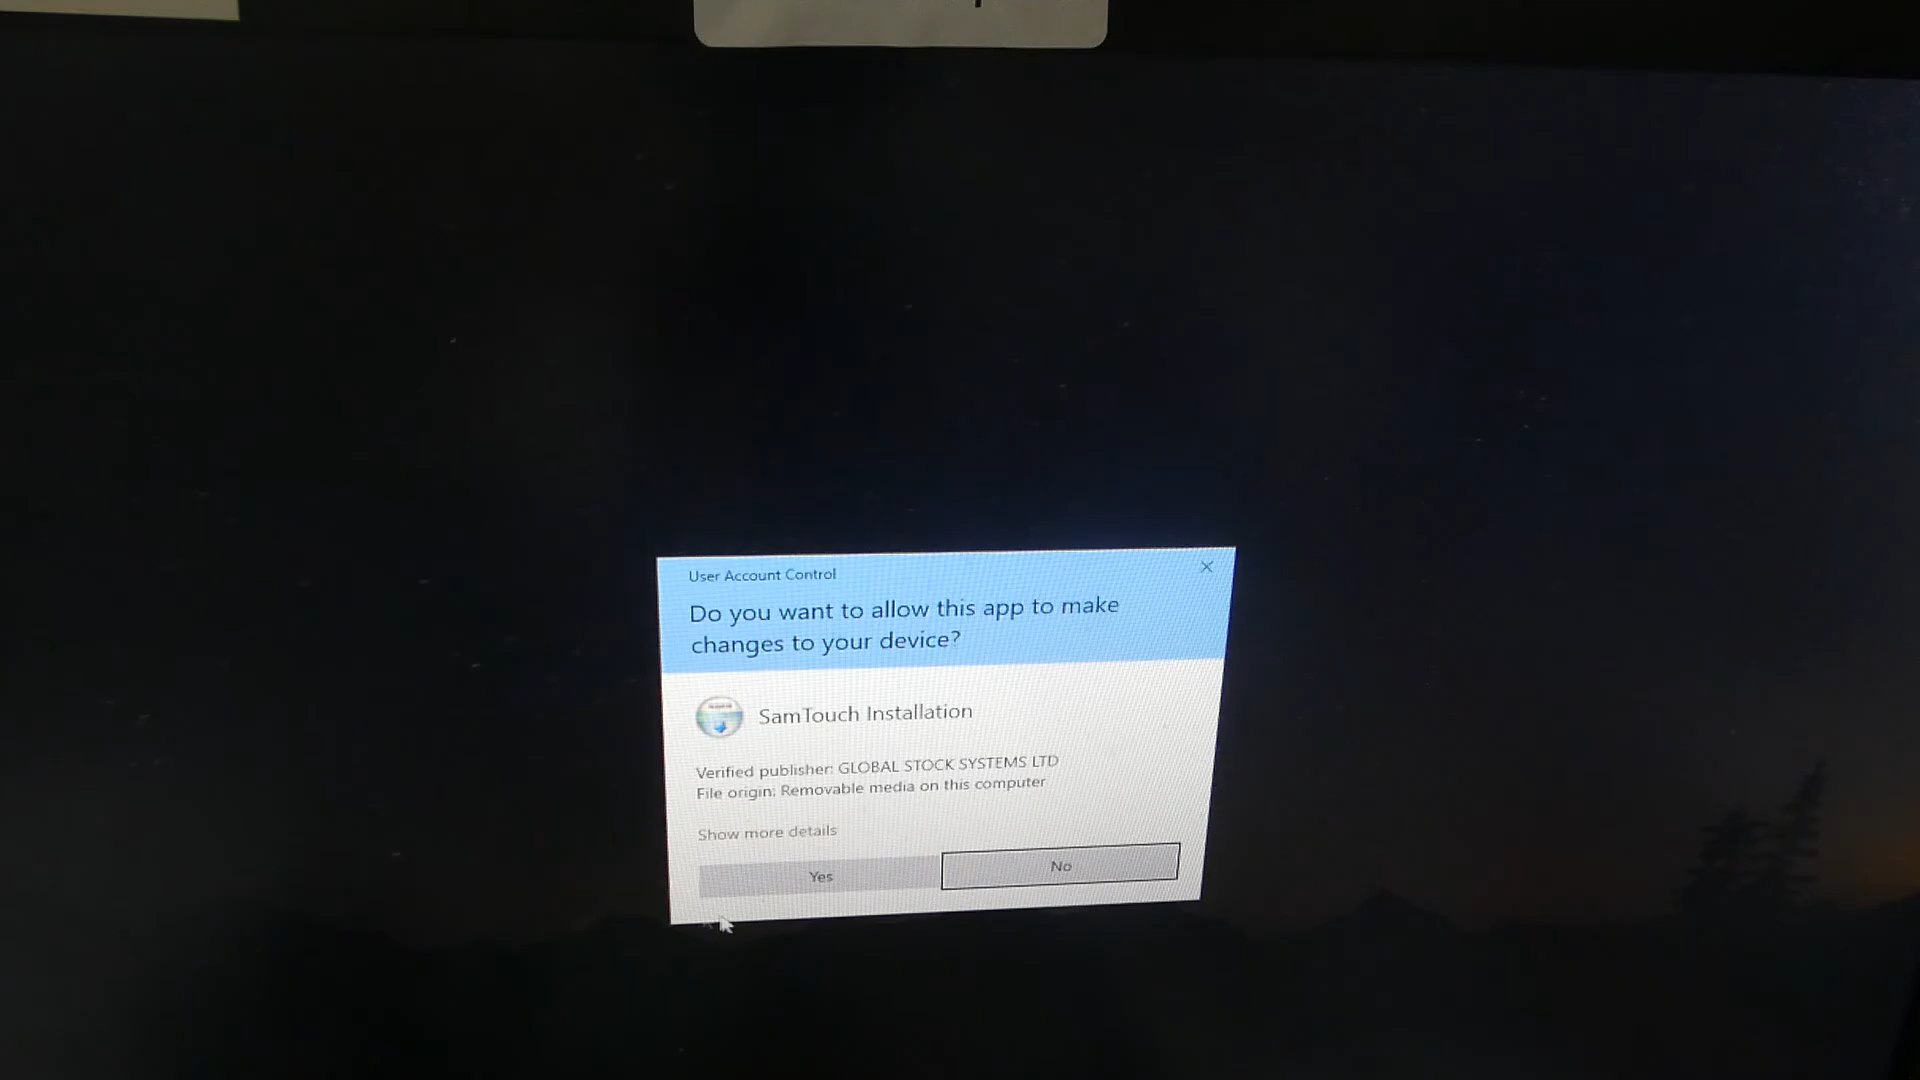 User Account Control
Do you want to allow this app to make
changes to your device?
SamTouch Installation
Verified publisher: GLOBAL STOCK SYSTEMS LTD
File origin: Removable media on this computer
Show more details
Yes
No